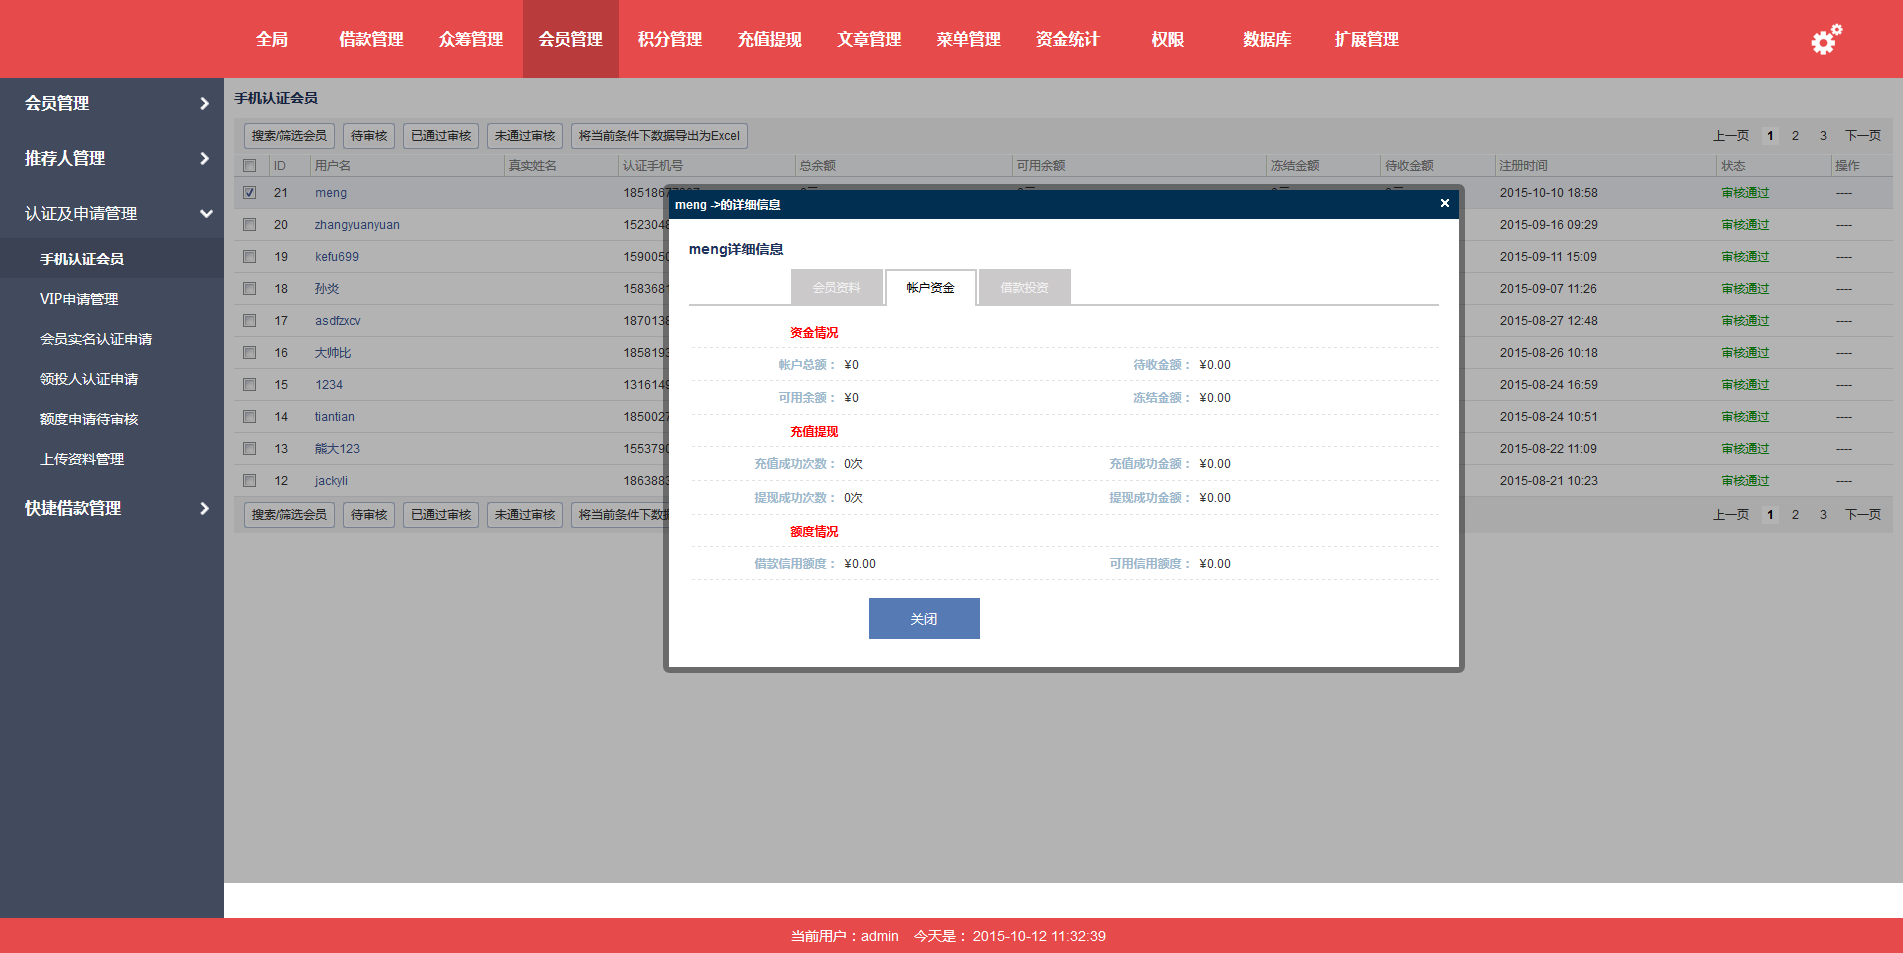 全局 借款管理 众筹管理 会员管理 积分管理 充值提现 文章管理 菜单管理 资金统计 权限 数据库 扩展管理
会员管理
推荐人管理
认证及申请管理
手机认证会员
VIP申请管理
会员实名认证申请
领投人认证申请
额度申请待审核
上传资料管理
快捷借款管理
手机认证会员
搜索/筛选会员 待审核 已通过审核 未通过审核 将当前条件下数据导出为Excel 上一页 1 2 3 下一页
ID 用户名 真实姓名 认证手机号 总余额 可用余额 冻结金额 待收金额 注册时间 状态 操作
21 meng 2015-10-10 18:58 审核通过 ----
20 zhangyuanyuan 1523048 2015-09-16 09:29 审核通过 ----
19 kefu699 159005 2015-09-11 15:09 审核通过 ----
18 孙炎 158368 2015-09-07 11:26 审核通过 ----
17 asdfzxcv 187013 2015-08-27 12:48 审核通过 ----
16 大帅比 185819 2015-08-26 10:18 审核通过 ----
15 1234 131614 2015-08-24 16:59 审核通过 ----
14 tiantian 185002 2015-08-24 10:51 审核通过 ----
13 熊大123 155379 2015-08-22 11:09 审核通过 ----
12 jackyli 186388 2015-08-21 10:23 审核通过 ----
搜索/筛选会员 待审核 已通过审核 未通过审核 将当前条件下数 上一页 1 2 3 下一页
meng ->的详细信息
meng详细信息
会员资料 帐户资金 借款投资
资金情况
帐户总额： ¥0 待收金额： ¥0.00
可用余额： ¥0 冻结金额： ¥0.00
充值提现
充值成功次数： 0次 充值成功金额： ¥0.00
提现成功次数： 0次 提现成功金额： ¥0.00
额度情况
借款信用额度： ¥0.00 可用信用额度： ¥0.00
关闭
当前用户：admin 今天是： 2015-10-12 11:32:39